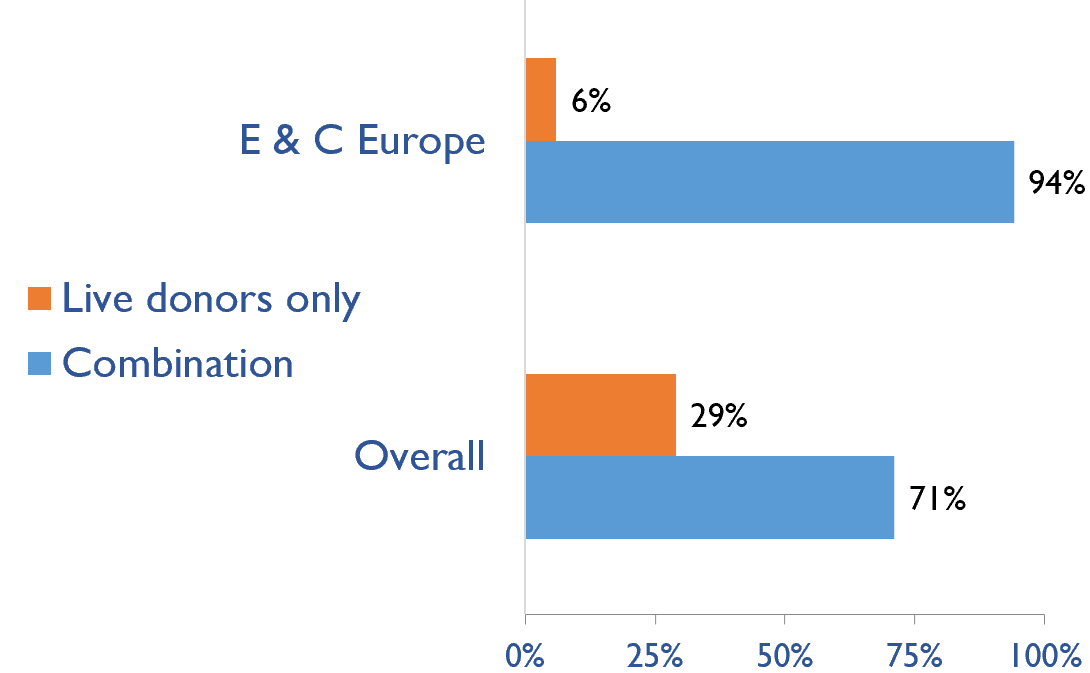 E & C Europe
6%
94%
Live donors only
Combination
Overall
29%
71%
0% 25% 50% 75% 100%